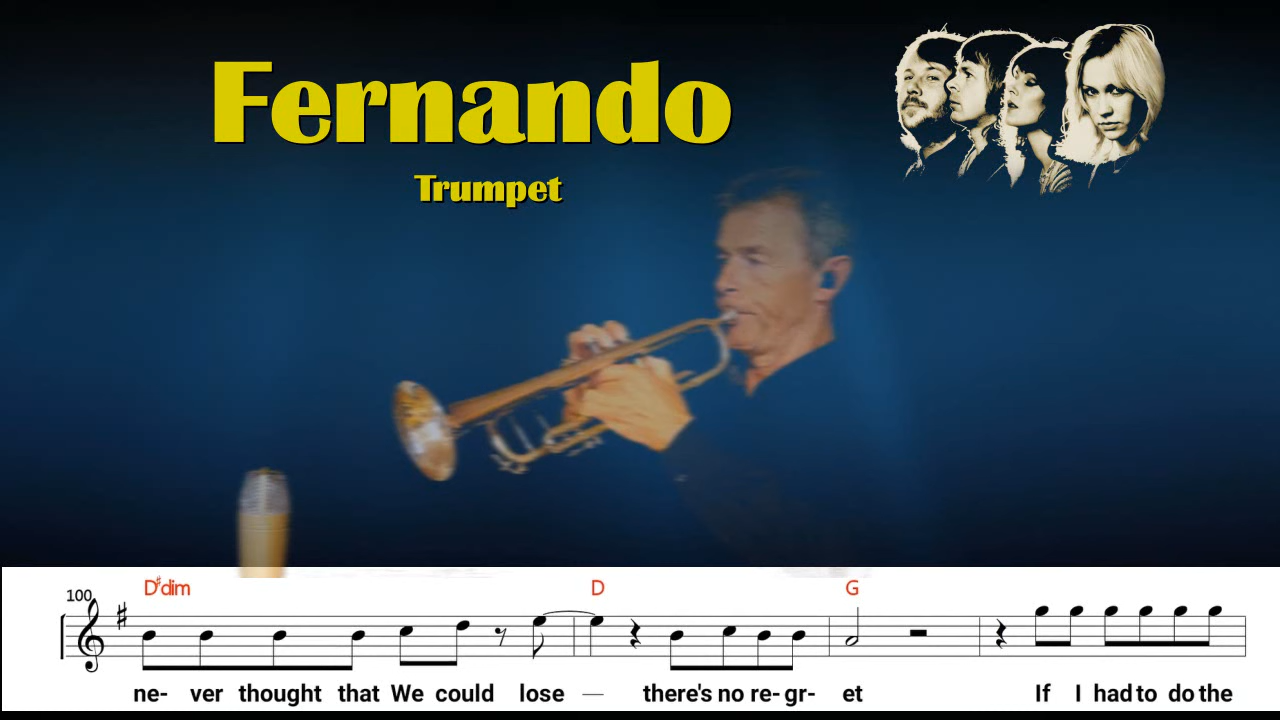 Fernando
Trumpet
100
D#dim D G
ne- ver thought that We could lose — there's no re- gr- et If I had to do the